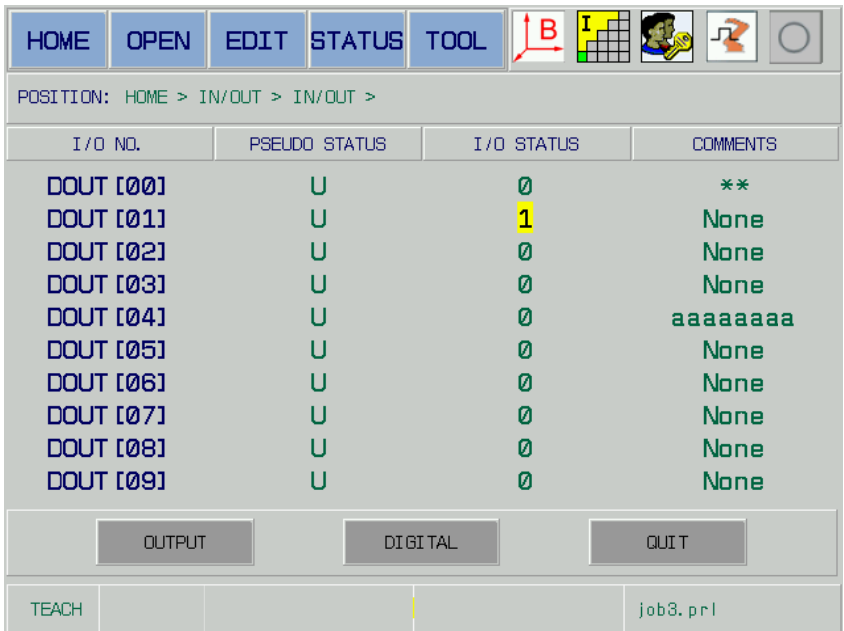 HOME OPEN EDIT STATUS TOOL B I
POSITION: HOME > IN/OUT > IN/OUT >
I/O NO. PSEUDO STATUS I/O STATUS COMMENTS
DOUT [00] U 0 **
DOUT [01] U 1 None
DOUT [02] U 0 None
DOUT [03] U 0 None
DOUT [04] U 0 aaaaaaaa
DOUT [05] U 0 None
DOUT [06] U 0 None
DOUT [07] U 0 None
DOUT [08] U 0 None
DOUT [09] U 0 None
OUTPUT DIGITAL QUIT
TEACH job3.prl